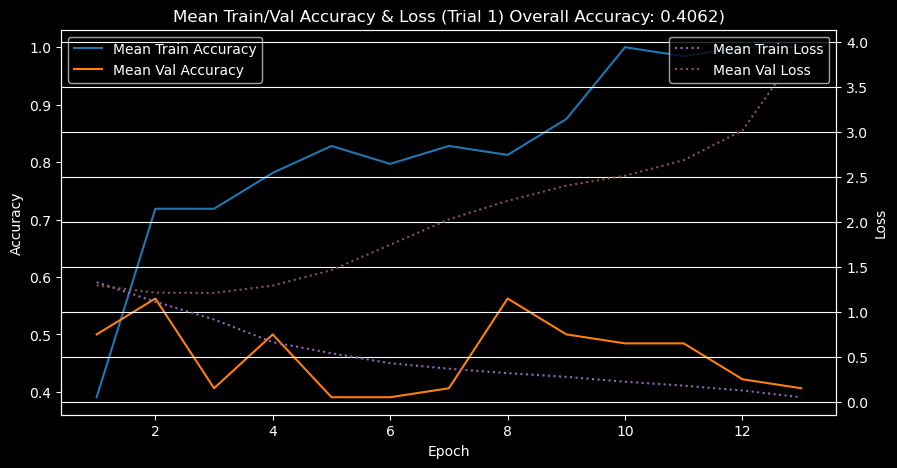 Mean Train/Val Accuracy & Loss (Trial 1) Overall Accuracy: 0.4062)
Mean Train Accuracy
Mean Val Accuracy
Mean Train Loss
Mean Val Loss
1.0
0.9
0.8
0.7
0.6
0.5
0.4
Accuracy
4.0
3.5
3.0
2.5
2.0
1.5
1.0
0.5
0.0
Loss
2 4 6 8 10 12
Epoch